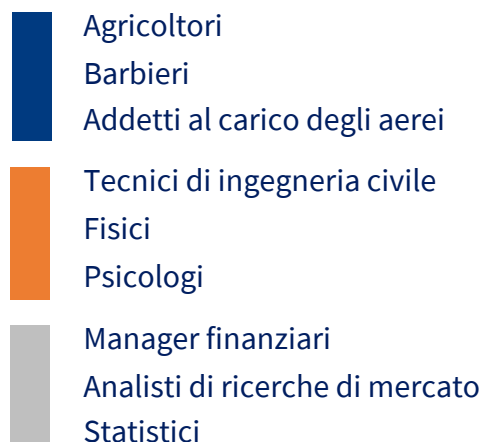 Agricoltori
Barbieri
Addetti al carico degli aerei
Tecnici di ingegneria civile
Fisici
Psicologi
Manager finanziari
Analisti di ricerche di mercato
Statistici